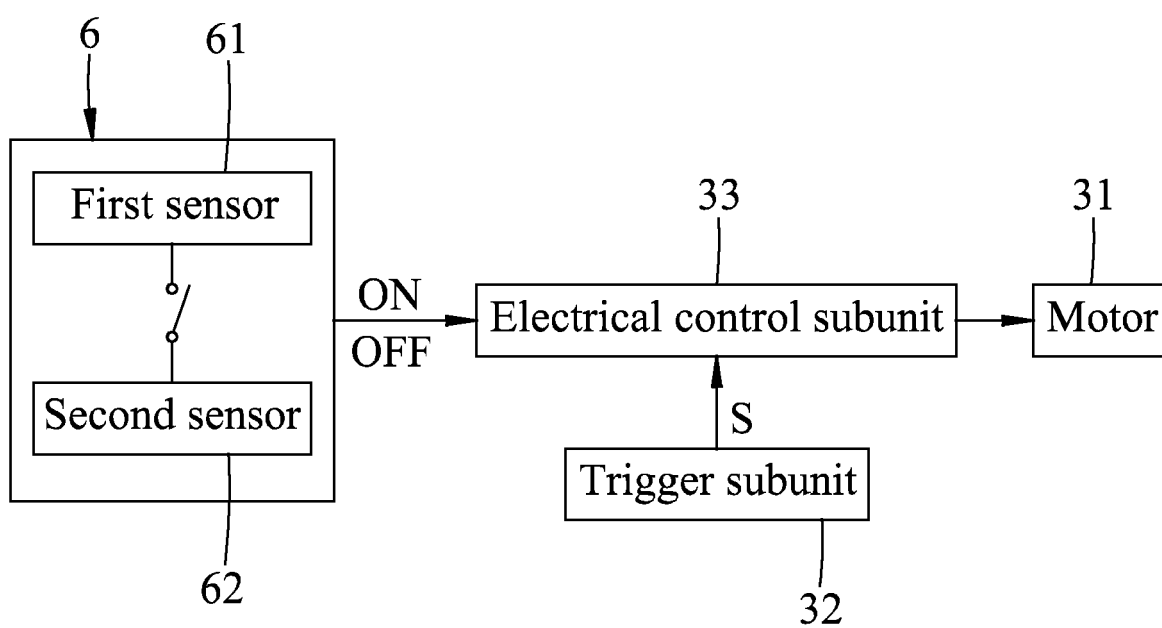 6
61
First sensor
33
31
ON
OFF
Electrical control subunit
Motor
Second sensor
S
Trigger subunit
62
32